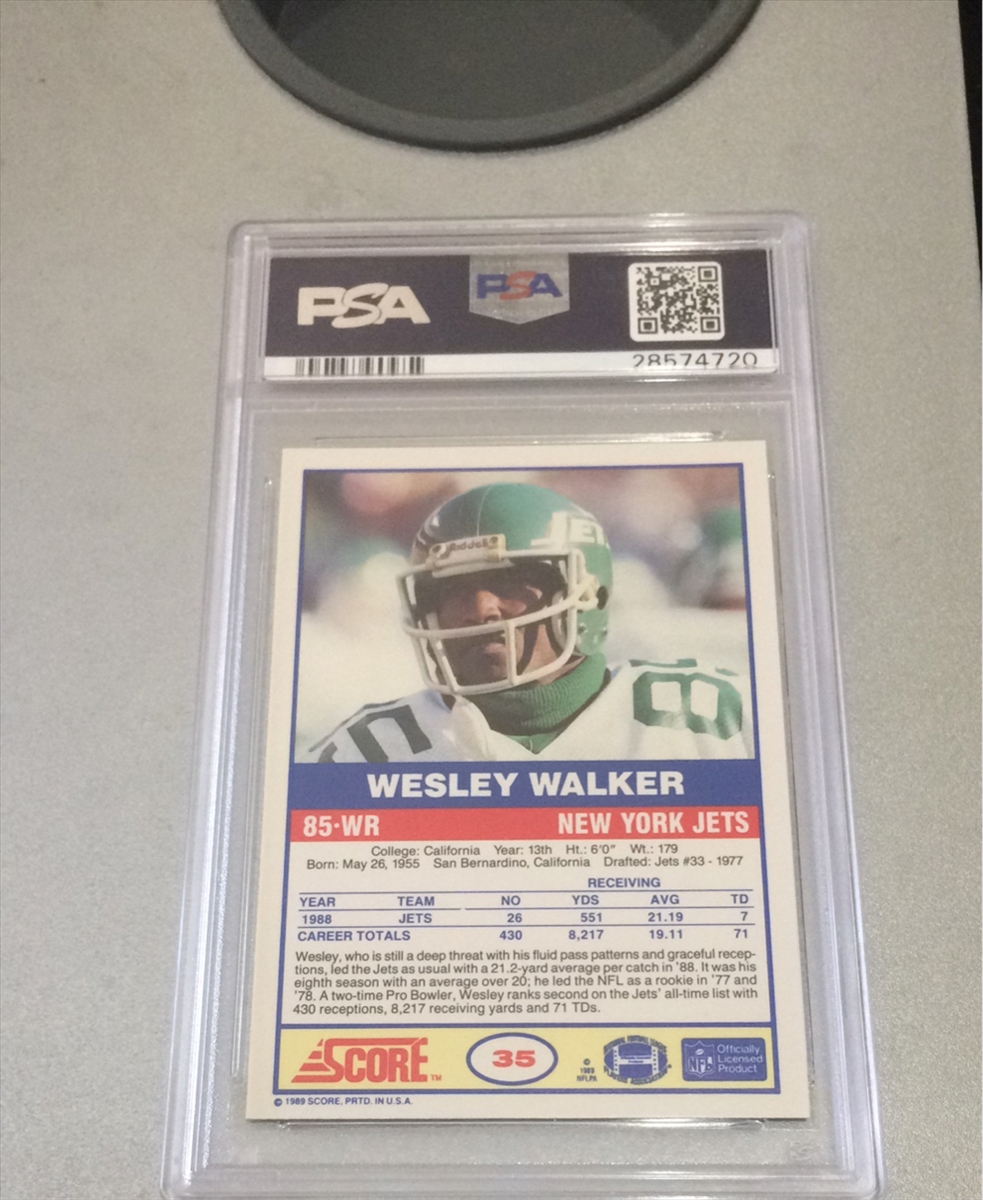 PSA
PSA
28574720
Riddell
JETS
85
WESLEY WALKER
85·WR NEW YORK JETS
College: California Year: 13th Ht.: 6'0" Wt.: 179
Born: May 26, 1955 San Bernardino, California Drafted: Jets #33 - 1977
RECEIVING
YEAR TEAM NO YDS AVG TD
1988 JETS 26 551 21.19 7
CAREER TOTALS 430 8,217 19.11 71
Wesley, who is still a deep threat with his fluid pass patterns and graceful recep-
tions, led the Jets as usual with a 21.2-yard average per catch in '88. It was his
eighth season with an average over 20; he led the NFL as a rookie in '77 and
'78. A two-time Pro Bowler, Wesley ranks second on the Jets' all-time list with
430 receptions, 8,217 receiving yards and 71 TDs.
SCORE™
35
©
1989
NFLPA
NFL
Officially
Licensed
Product
© 1989 SCORE, PRTD. IN U.S.A.